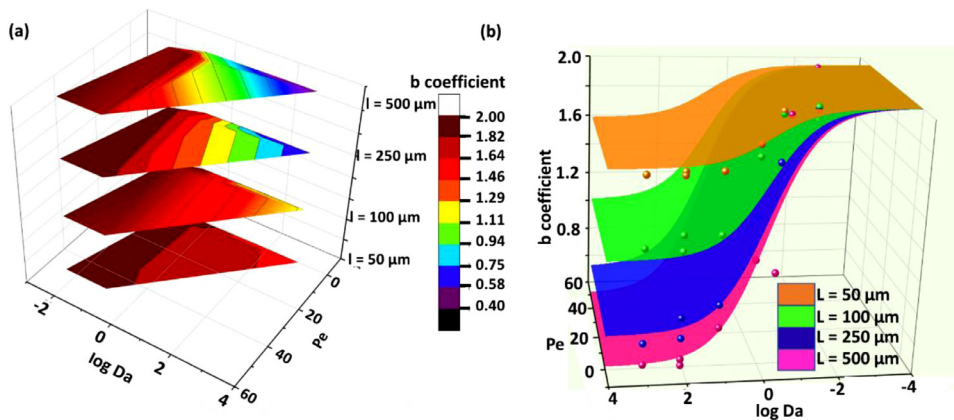 (a)
b coefficient
2.00
1.82
1.64
1.46
1.29
1.11
0.94
0.75
0.58
0.40
l = 500 µm
l = 250 µm
l = 100 µm
l = 50 µm
-2
0
2
4
log Da
0
20
40
60
Pe
(b)
2.0
1.6
1.2
0.8
b coefficient
60
40
20
0
Pe
4
2
0
-2
-4
log Da
L = 50 µm
L = 100 µm
L = 250 µm
L = 500 µm